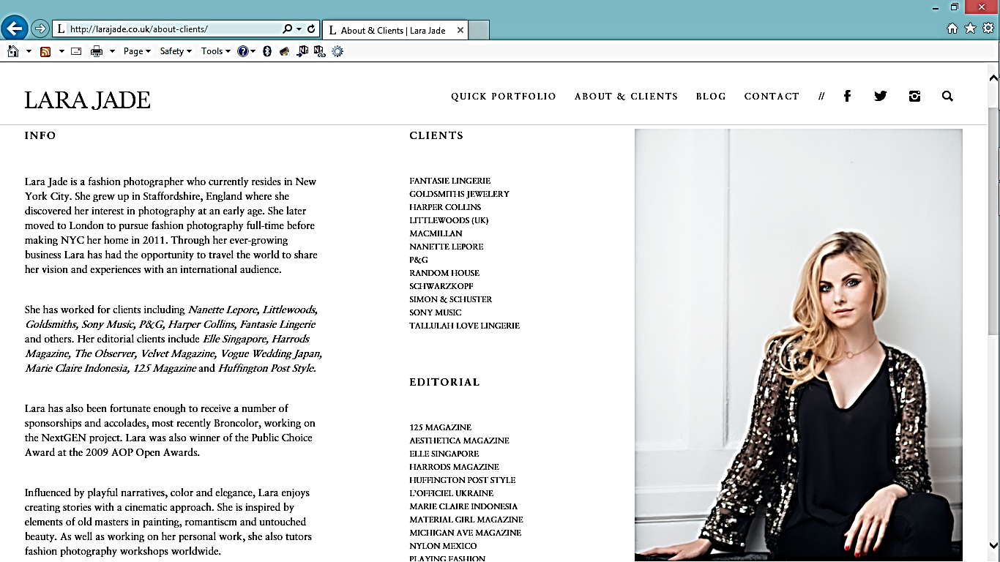 http://larajade.co.uk/about-clients/
L About & Clients | Lara Jade
Page Safety Tools
LARA JADE
QUICK PORTFOLIO ABOUT & CLIENTS BLOG CONTACT //
INFO
Lara Jade is a fashion photographer who currently resides in New
York City. She grew up in Staffordshire, England where she
discovered her interest in photography at an early age. She later
moved to London to pursue fashion photography full-time before
making NYC her home in 2011. Through her ever-growing
business Lara has had the opportunity to travel the world to share
her vision and experiences with an international audience.
She has worked for clients including Nanette Lepore, Littlewoods,
Goldsmiths, Sony Music, P&G, Harper Collins, Fantasie Lingerie
and others. Her editorial clients include Elle Singapore, Harrods
Magazine, The Observer, Velvet Magazine, Vogue Wedding Japan,
Marie Claire Indonesia, 125 Magazine and Huffington Post Style.
Lara has also been fortunate enough to receive a number of
sponsorships and accolades, most recently Broncolor, working on
the NextGEN project. Lara was also winner of the Public Choice
Award at the 2009 AOP Open Awards.
Influenced by playful narratives, color and elegance, Lara enjoys
creating stories with a cinematic approach. She is inspired by
elements of old masters in painting, romantiscm and untouched
beauty. As well as working on her personal work, she also tutors
fashion photography workshops worldwide.
CLIENTS
FANTASIE LINGERIE
GOLDSMITHS JEWELERY
HARPER COLLINS
LITTLEWOODS (UK)
MACMILLAN
NANETTE LEPORE
P&G
RANDOM HOUSE
SCHWARZKOPF
SIMON & SCHUSTER
SONY MUSIC
TALLULAH LOVE LINGERIE
EDITORIAL
125 MAGAZINE
AESTHETICA MAGAZINE
ELLE SINGAPORE
HARRODS MAGAZINE
HUFFINGTON POST STYLE
L'OFFICIEL UKRAINE
MARIE CLAIRE INDONESIA
MATERIAL GIRL MAGAZINE
MICHIGAN AVE MAGAZINE
NYLON MEXICO
PLAYING FASHION